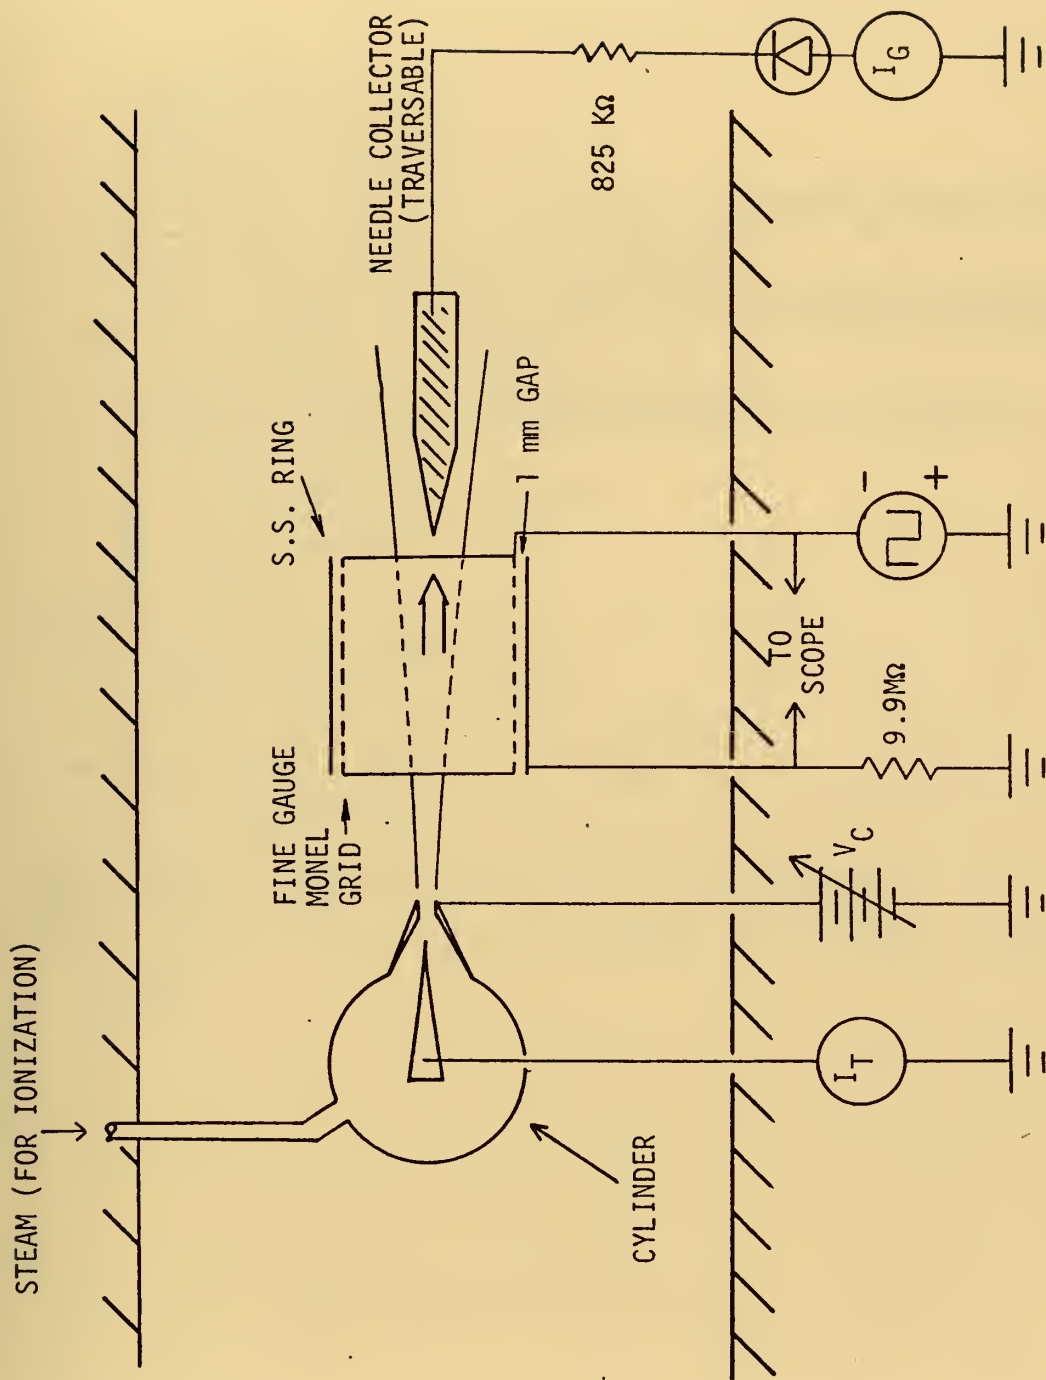 STEAM (FOR IONIZATION)
NEEDLE COLLECTOR
(TRAVERSABLE)
S.S. RING
FINE GAUGE
MONEL
GRID
1 mm GAP
CYLINDER
825 KΩ
I_G
TO
SCOPE
- +
9.9MΩ
V_C
I_T